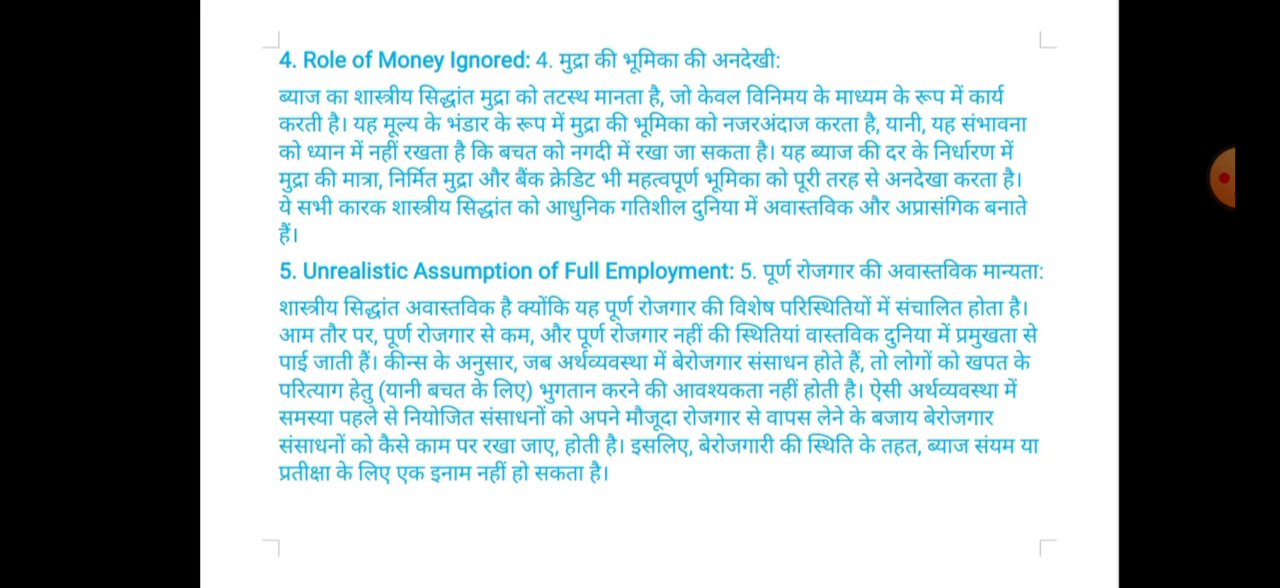 4. Role of Money Ignored: 4. मुद्रा की भूमिका की अनदेखी:
ब्याज का शास्त्रीय सिद्धांत मुद्रा को तटस्थ मानता है, जो केवल विनिमय के माध्यम के रूप में कार्य
करती है। यह मूल्य के भंडार के रूप में मुद्रा की भूमिका को नजरअंदाज करता है, यानी, यह संभावना
को ध्यान में नहीं रखता है कि बचत को नगदी में रखा जा सकता है। यह ब्याज की दर के निर्धारण में
मुद्रा की मात्रा, निर्मित मुद्रा और बैंक क्रेडिट भी महत्वपूर्ण भूमिका को पूरी तरह से अनदेखा करता है।
ये सभी कारक शास्त्रीय सिद्धांत को आधुनिक गतिशील दुनिया में अवास्तविक और अप्रासंगिक बनाते
हैं।
5. Unrealistic Assumption of Full Employment: 5. पूर्ण रोजगार की अवास्तविक मान्यता:
शास्त्रीय सिद्धांत अवास्तविक है क्योंकि यह पूर्ण रोजगार की विशेष परिस्थितियों में संचालित होता है।
आम तौर पर, पूर्ण रोजगार से कम, और पूर्ण रोजगार नहीं की स्थितियां वास्तविक दुनिया में प्रमुखता से
पाई जाती हैं। कीन्स के अनुसार, जब अर्थव्यवस्था में बेरोजगार संसाधन होते हैं, तो लोगों को खपत के
परित्याग हेतु (यानी बचत के लिए) भुगतान करने की आवश्यकता नहीं होती है। ऐसी अर्थव्यवस्था में
समस्या पहले से नियोजित संसाधनों को अपने मौजूदा रोजगार से वापस लेने के बजाय बेरोजगार
संसाधनों को कैसे काम पर रखा जाए, होती है। इसलिए, बेरोजगारी की स्थिति के तहत, ब्याज संयम या
प्रतीक्षा के लिए एक इनाम नहीं हो सकता है।